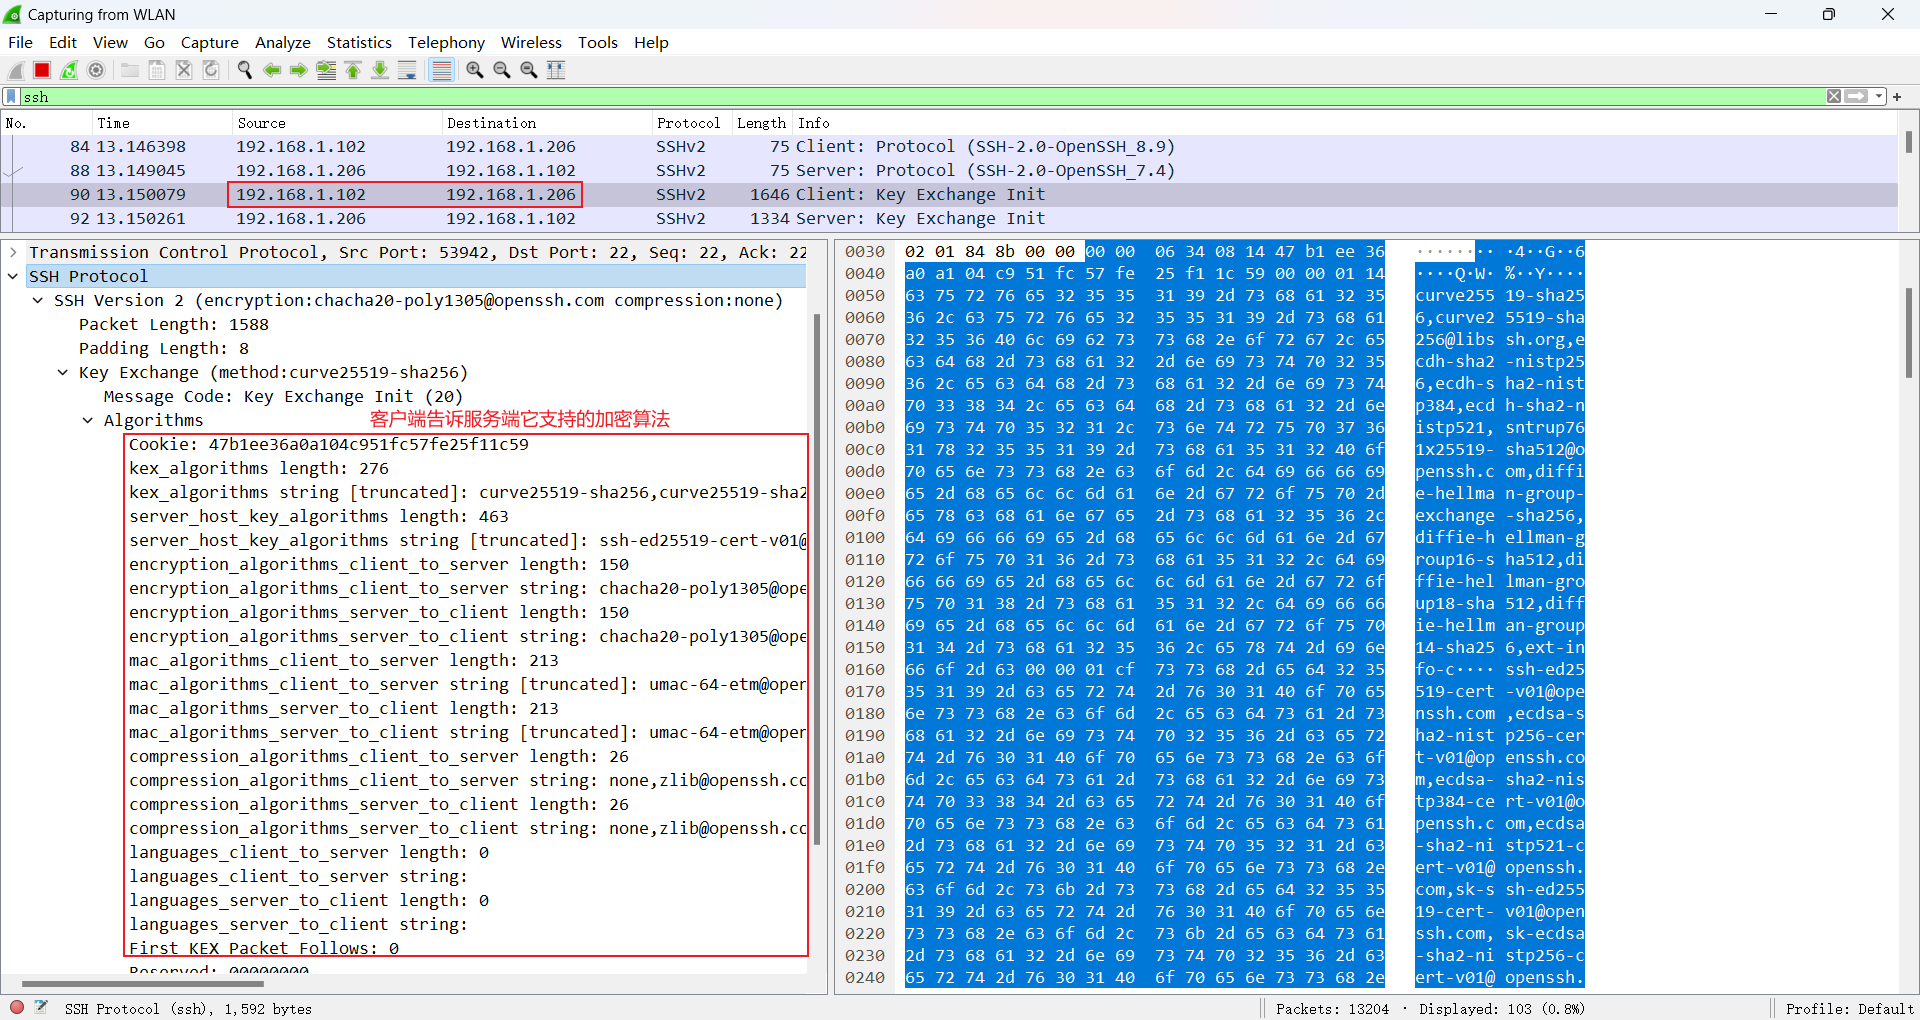 Capturing from WLAN
File Edit View Go Capture Analyze Statistics Telephony Wireless Tools Help
ssh
No. Time Source Destination Protocol Length Info
84 13.146398 192.168.1.102 192.168.1.206 SSHv2 75 Client: Protocol (SSH-2.0-OpenSSH_8.9)
88 13.149045 192.168.1.206 192.168.1.102 SSHv2 75 Server: Protocol (SSH-2.0-OpenSSH_7.4)
90 13.150079 192.168.1.102 192.168.1.206 SSHv2 1646 Client: Key Exchange Init
92 13.150261 192.168.1.206 192.168.1.102 SSHv2 1334 Server: Key Exchange Init
Transmission Control Protocol, Src Port: 53942, Dst Port: 22, Seq: 22, Ack: 22
SSH Protocol
SSH Version 2 (encryption:chacha20-poly1305@openssh.com compression:none)
Packet Length: 1588
Padding Length: 8
Key Exchange (method:curve25519-sha256)
Message Code: Key Exchange Init (20)
Algorithms
客户端告诉服务端它支持的加密算法
Cookie: 47b1ee36a0a104c951fc57fe25f11c59
kex_algorithms length: 276
kex_algorithms string [truncated]: curve25519-sha256,curve25519-sha2
server_host_key_algorithms length: 463
server_host_key_algorithms string [truncated]: ssh-ed25519-cert-v01@
encryption_algorithms_client_to_server length: 150
encryption_algorithms_client_to_server string: chacha20-poly1305@ope
encryption_algorithms_server_to_client length: 150
encryption_algorithms_server_to_client string: chacha20-poly1305@ope
mac_algorithms_client_to_server length: 213
mac_algorithms_client_to_server string [truncated]: umac-64-etm@oper
mac_algorithms_server_to_client length: 213
mac_algorithms_server_to_client string [truncated]: umac-64-etm@oper
compression_algorithms_client_to_server length: 26
compression_algorithms_client_to_server string: none,zlib@openssh.cc
compression_algorithms_server_to_client length: 26
compression_algorithms_server_to_client string: none,zlib@openssh.cc
languages_client_to_server length: 0
languages_client_to_server string:
languages_server_to_client length: 0
languages_server_to_client string:
First KEX Packet Follows: 0
Reserved: 00000000
0030 02 01 84 8b 00 00 00 00 06 34 08 14 47 b1 ee 36 ········ ·4··G··6
0040 a0 a1 04 c9 51 fc 57 fe 25 f1 1c 59 00 00 01 14 ····Q·W· %··Y····
0050 63 75 72 76 65 32 35 35 31 39 2d 73 68 61 32 35 curve255 19-sha25
0060 36 2c 63 75 72 76 65 32 35 35 31 39 2d 73 68 61 6,curve2 5519-sha
0070 32 35 36 40 6c 69 62 73 73 68 2e 6f 72 67 2c 65 256@libs sh.org,e
0080 63 64 68 2d 73 68 61 32 2d 6e 69 73 74 70 32 35 cdh-sha2 -nistp25
0090 36 2c 65 63 64 68 2d 73 68 61 32 2d 6e 69 73 74 6,ecdh-s ha2-nist
00a0 70 33 38 34 2c 65 63 64 68 2d 73 68 61 32 2d 6e p384,ecd h-sha2-n
00b0 69 73 74 70 35 32 31 2c 73 6e 74 72 75 70 37 36 istp521, sntrup76
00c0 31 78 32 35 35 31 39 2d 73 68 61 35 31 32 40 6f 1x25519- sha512@o
00d0 70 65 6e 73 73 68 2e 63 6f 6d 2c 64 69 66 66 69 penssh.c om,diffi
00e0 65 2d 68 65 6c 6c 6d 61 6e 2d 67 72 6f 75 70 2d e-hellma n-group-
00f0 65 78 63 68 61 6e 67 65 2d 73 68 61 32 35 36 2c exchange -sha256,
0100 64 69 66 66 69 65 2d 68 65 6c 6c 6d 61 6e 2d 67 diffie-h ellman-g
0110 72 6f 75 70 31 36 2d 73 68 61 35 31 32 2c 64 69 roup16-s ha512,di
0120 66 66 69 65 2d 68 65 6c 6c 6d 61 6e 2d 67 72 6f ffie-hel lman-gro
0130 75 70 31 38 2d 73 68 61 35 31 32 2c 64 69 66 66 up18-sha 512,diff
0140 69 65 2d 68 65 6c 6c 6d 61 6e 2d 67 72 6f 75 70 ie-hellm an-group
0150 31 34 2d 73 68 61 32 35 36 2c 65 78 74 2d 69 6e 14-sha25 6,ext-in
0160 66 6f 2d 63 00 00 01 cf 73 73 68 2d 65 64 32 35 fo-c···· ssh-ed25
0170 35 31 39 2d 63 65 72 74 2d 76 30 31 40 6f 70 65 519-cert -v01@ope
0180 6e 73 73 68 2e 63 6f 6d 2c 65 63 64 73 61 2d 73 nssh.com ,ecdsa-s
0190 68 61 32 2d 6e 69 73 74 70 32 35 36 2d 63 65 72 ha2-nist p256-cer
01a0 74 2d 76 30 31 40 6f 70 65 6e 73 73 68 2e 63 6f t-v01@op enssh.co
01b0 6d 2c 65 63 64 73 61 2d 73 68 61 32 2d 6e 69 73 m,ecdsa- sha2-nis
01c0 74 70 33 38 34 2d 63 65 72 74 2d 76 30 31 40 6f tp384-ce rt-v01@o
01d0 70 65 6e 73 73 68 2e 63 6f 6d 2c 65 63 64 73 61 penssh.c om,ecdsa
01e0 2d 73 68 61 32 2d 6e 69 73 74 70 35 32 31 2d 63 -sha2-ni stp521-c
01f0 65 72 74 2d 76 30 31 40 6f 70 65 6e 73 73 68 2e ert-v01@ openssh.
0200 63 6f 6d 2c 73 6b 2d 73 73 68 2d 65 64 32 35 35 com,sk-s sh-ed255
0210 31 39 2d 63 65 72 74 2d 76 30 31 40 6f 70 65 6e 19-cert- v01@open
0220 73 73 68 2e 63 6f 6d 2c 73 6b 2d 65 63 64 73 61 ssh.com, sk-ecdsa
0230 2d 73 68 61 32 2d 6e 69 73 74 70 32 35 36 2d 63 -sha2-ni stp256-c
0240 65 72 74 2d 76 30 31 40 6f 70 65 6e 73 73 68 2e ert-v01@ openssh.
SSH Protocol (ssh), 1,592 bytes
Packets: 13204 · Displayed: 103 (0.8%)
Profile: Default